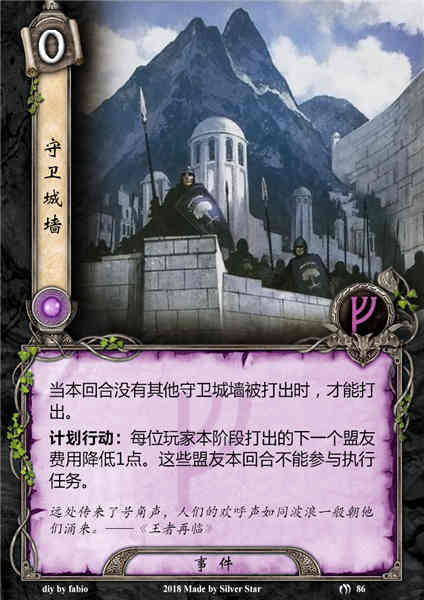 0
守卫城墙
当本回合没有其他守卫城墙被打出时，才能打
出。
计划行动：每位玩家本阶段打出的下一个盟友
费用降低1点。这些盟友本回合不能参与执行
任务。
远处传来了号角声，人们的欢呼声如同波浪一般朝他
们涌来。——《王者再临》
事件
diy by fabio
2018 Made by Silver Star
86